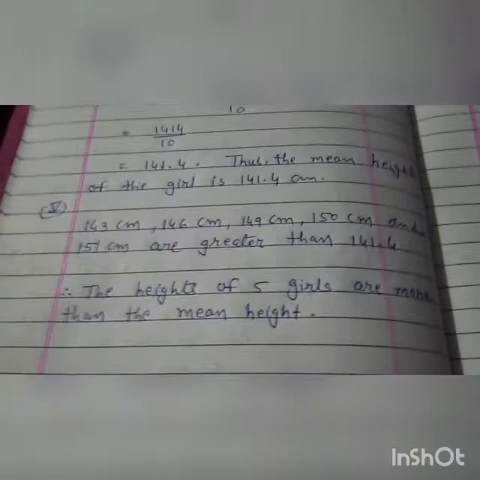 10
= 1414
10
= 141.4. Thus, the mean height
of the girl is 141.4 cm.
(V)
143 cm, 146 cm, 149 cm, 150 cm and
151 cm are greater than 141.4
∴ The heights of 5 girls are more
than the mean height.
InShOt